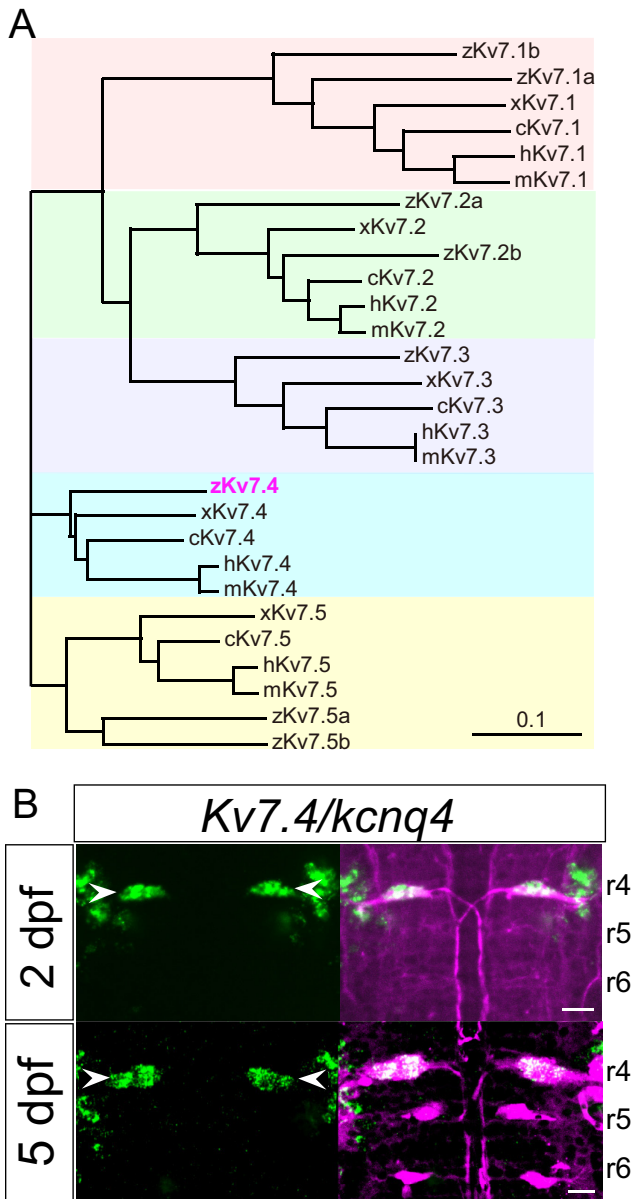 A
zKv7.1b
zKv7.1a
xKv7.1
cKv7.1
hKv7.1
mKv7.1
zKv7.2a
xKv7.2
zKv7.2b
cKv7.2
hKv7.2
mKv7.2
zKv7.3
xKv7.3
cKv7.3
hKv7.3
mKv7.3
zKv7.4
xKv7.4
cKv7.4
hKv7.4
mKv7.4
xKv7.5
cKv7.5
hKv7.5
mKv7.5
zKv7.5a
zKv7.5b
0.1
B
Kv7.4/kcnq4
2 dpf
r4
r5
r6
5 dpf
r4
r5
r6